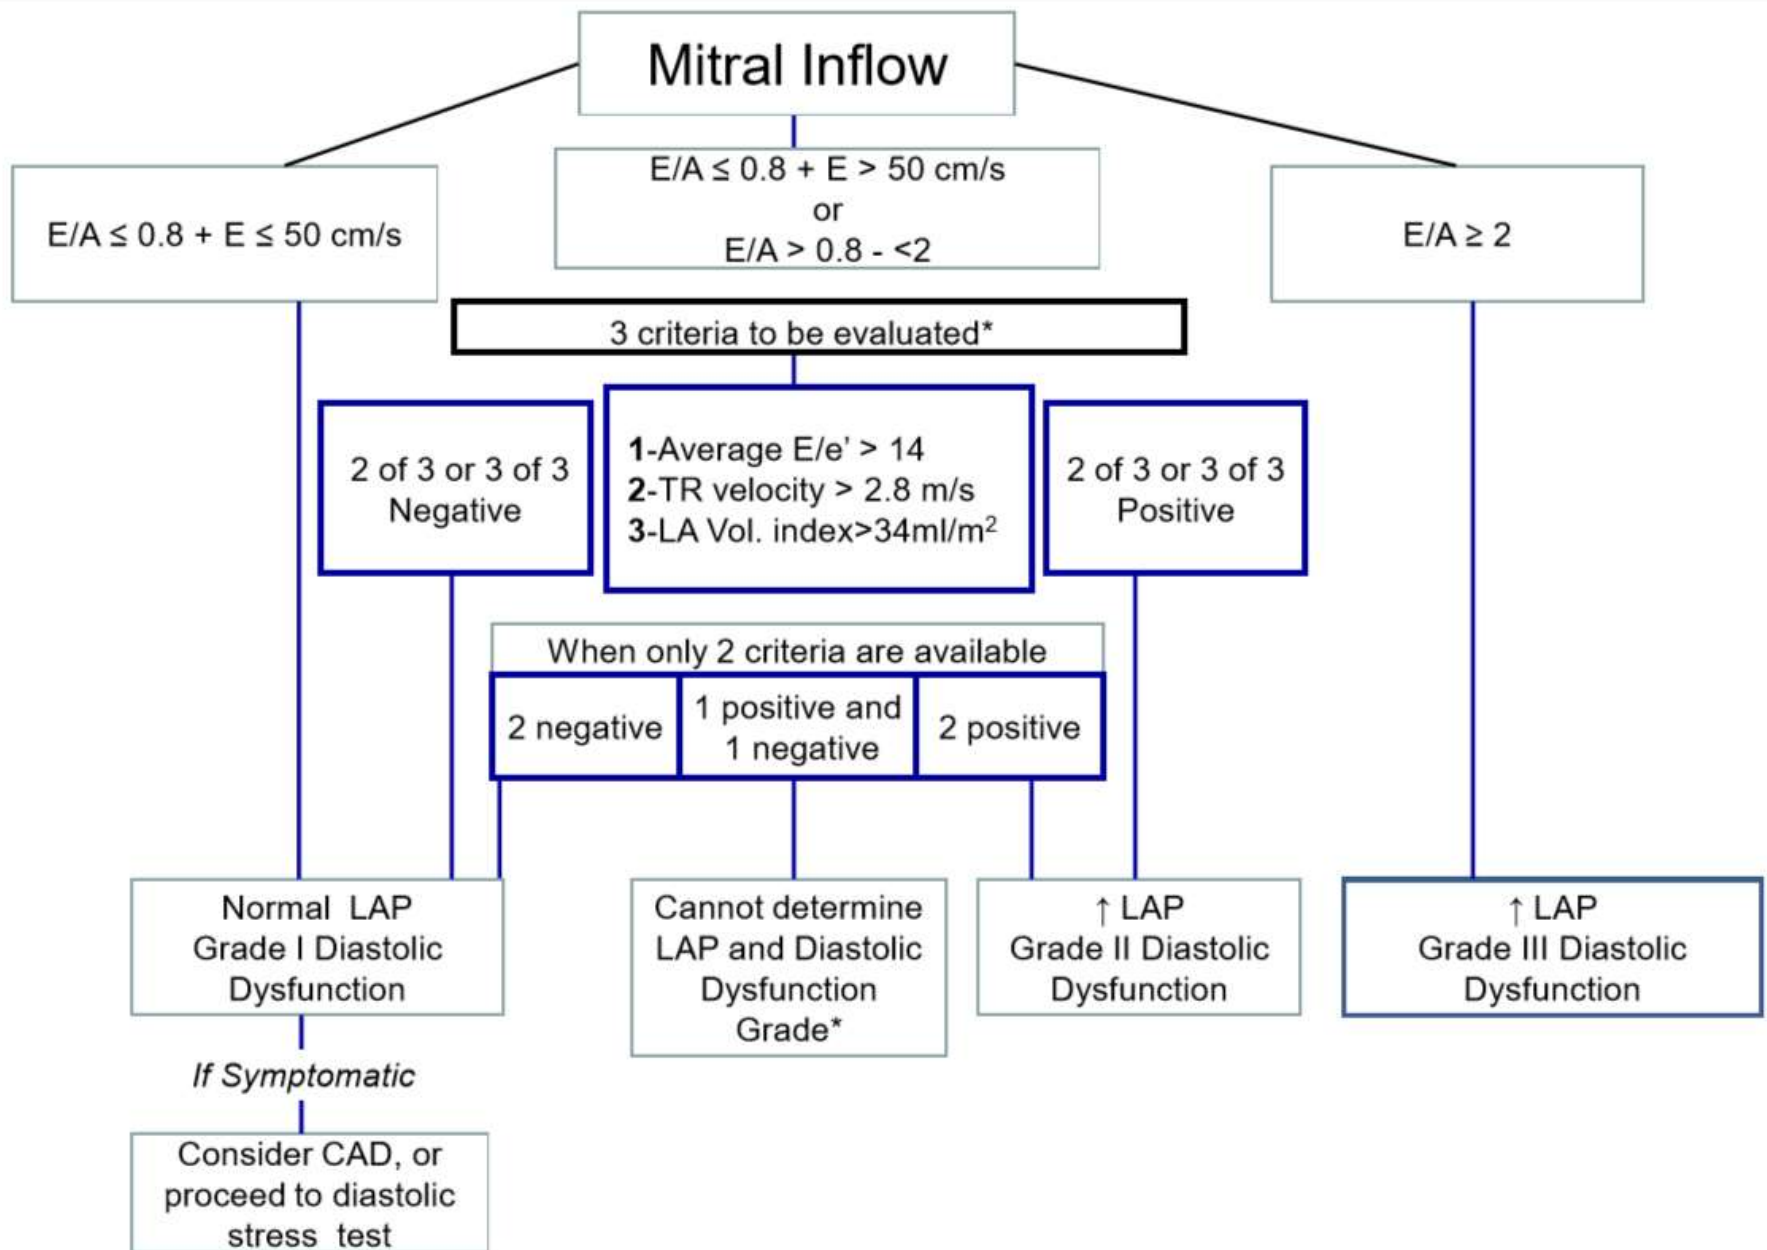 Mitral Inflow
E/A ≤ 0.8 + E ≤ 50 cm/s
E/A ≤ 0.8 + E > 50 cm/s
or
E/A > 0.8 - <2
E/A ≥ 2
3 criteria to be evaluated*
2 of 3 or 3 of 3
Negative
1-Average E/e’ > 14
2-TR velocity > 2.8 m/s
3-LA Vol. index>34ml/m²
2 of 3 or 3 of 3
Positive
When only 2 criteria are available
2 negative
1 positive and
1 negative
2 positive
Normal LAP
Grade I Diastolic
Dysfunction
Cannot determine
LAP and Diastolic
Dysfunction
Grade*
↑ LAP
Grade II Diastolic
Dysfunction
↑ LAP
Grade III Diastolic
Dysfunction
If Symptomatic
Consider CAD, or
proceed to diastolic
stress test